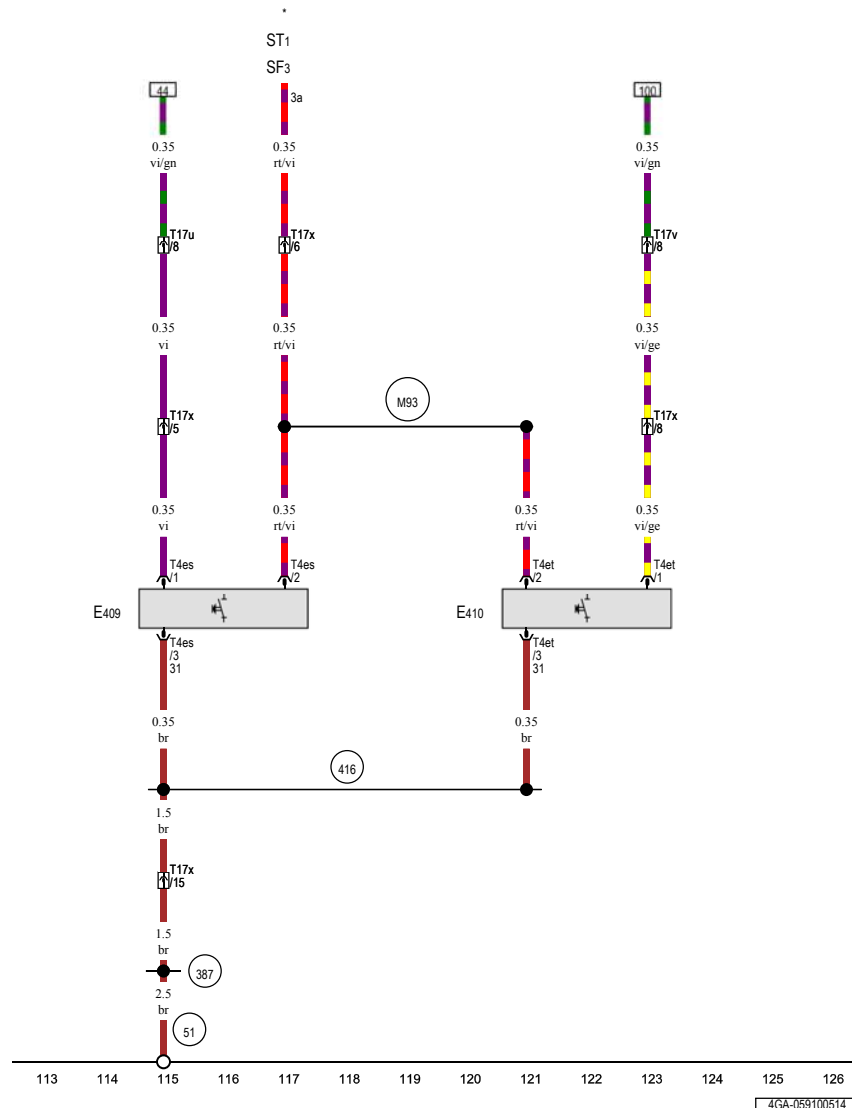 *
ST1
SF3
44
3a
100
0.35
vi/gn
0.35
rt/vi
0.35
vi/gn
T17u
/8
T17x
/6
T17v
/8
0.35
vi
0.35
rt/vi
0.35
vi/ge
M93
T17x
/5
T17x
/8
0.35
vi
0.35
rt/vi
0.35
rt/vi
0.35
vi/ge
T4es
/1
T4es
/2
T4et
/2
T4et
/1
E409
E410
T4es
/3
31
T4et
/3
31
0.35
br
0.35
br
416
1.5
br
T17x
/15
1.5
br
387
2.5
br
51
113 114 115 116 117 118 119 120 121 122 123 124 125 126
4GA-059100514